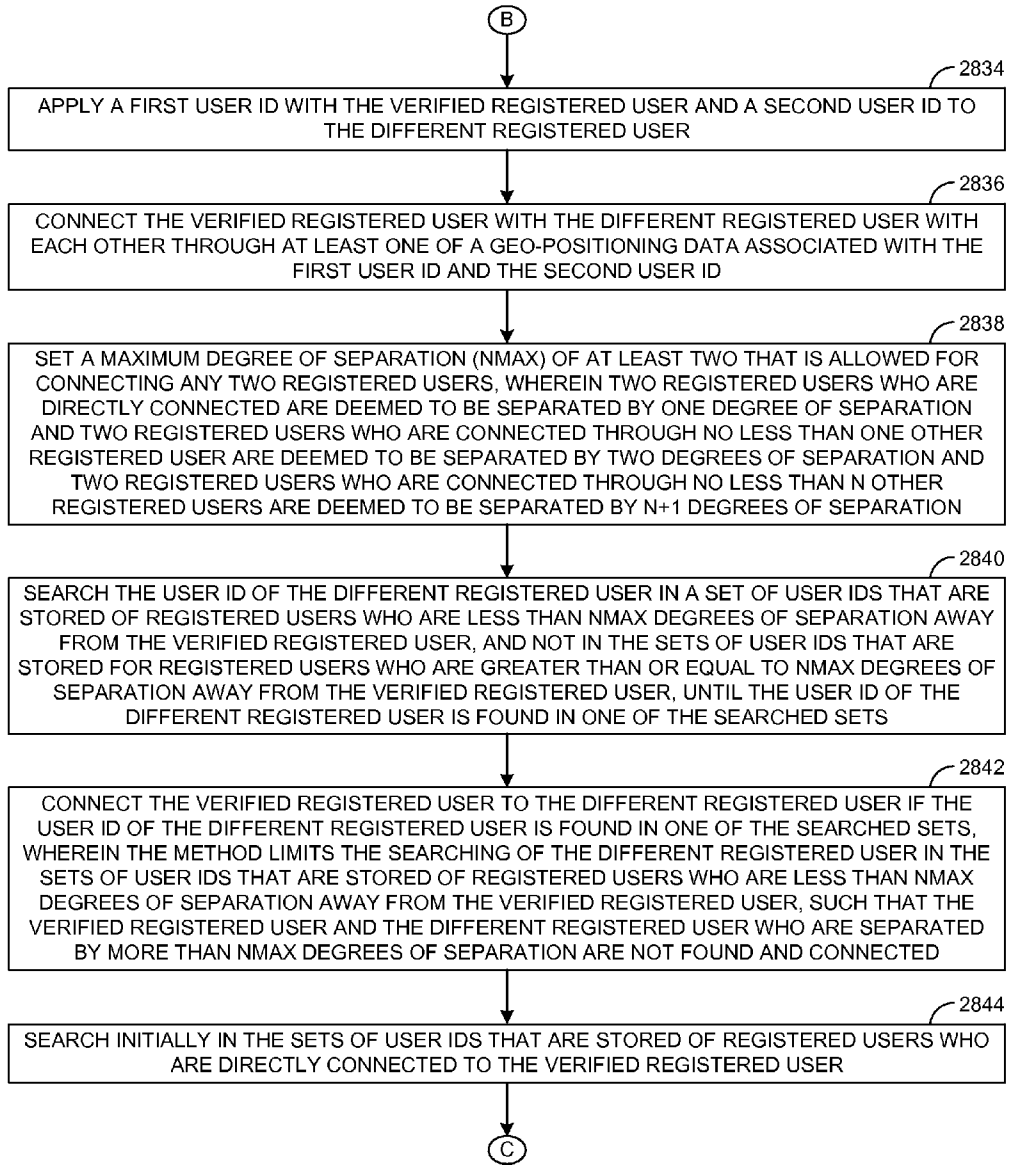 B
2834
APPLY A FIRST USER ID WITH THE VERIFIED REGISTERED USER AND A SECOND USER ID TO
THE DIFFERENT REGISTERED USER
2836
CONNECT THE VERIFIED REGISTERED USER WITH THE DIFFERENT REGISTERED USER WITH
EACH OTHER THROUGH AT LEAST ONE OF A GEO-POSITIONING DATA ASSOCIATED WITH THE
FIRST USER ID AND THE SECOND USER ID
2838
SET A MAXIMUM DEGREE OF SEPARATION (NMAX) OF AT LEAST TWO THAT IS ALLOWED FOR
CONNECTING ANY TWO REGISTERED USERS, WHEREIN TWO REGISTERED USERS WHO ARE
DIRECTLY CONNECTED ARE DEEMED TO BE SEPARATED BY ONE DEGREE OF SEPARATION
AND TWO REGISTERED USERS WHO ARE CONNECTED THROUGH NO LESS THAN ONE OTHER
REGISTERED USER ARE DEEMED TO BE SEPARATED BY TWO DEGREES OF SEPARATION AND
TWO REGISTERED USERS WHO ARE CONNECTED THROUGH NO LESS THAN N OTHER
REGISTERED USERS ARE DEEMED TO BE SEPARATED BY N+1 DEGREES OF SEPARATION
2840
SEARCH THE USER ID OF THE DIFFERENT REGISTERED USER IN A SET OF USER IDS THAT ARE
STORED OF REGISTERED USERS WHO ARE LESS THAN NMAX DEGREES OF SEPARATION AWAY
FROM THE VERIFIED REGISTERED USER, AND NOT IN THE SETS OF USER IDS THAT ARE
STORED FOR REGISTERED USERS WHO ARE GREATER THAN OR EQUAL TO NMAX DEGREES OF
SEPARATION AWAY FROM THE VERIFIED REGISTERED USER, UNTIL THE USER ID OF THE
DIFFERENT REGISTERED USER IS FOUND IN ONE OF THE SEARCHED SETS
2842
CONNECT THE VERIFIED REGISTERED USER TO THE DIFFERENT REGISTERED USER IF THE
USER ID OF THE DIFFERENT REGISTERED USER IS FOUND IN ONE OF THE SEARCHED SETS,
WHEREIN THE METHOD LIMITS THE SEARCHING OF THE DIFFERENT REGISTERED USER IN THE
SETS OF USER IDS THAT ARE STORED OF REGISTERED USERS WHO ARE LESS THAN NMAX
DEGREES OF SEPARATION AWAY FROM THE VERIFIED REGISTERED USER, SUCH THAT THE
VERIFIED REGISTERED USER AND THE DIFFERENT REGISTERED USER WHO ARE SEPARATED
BY MORE THAN NMAX DEGREES OF SEPARATION ARE NOT FOUND AND CONNECTED
2844
SEARCH INITIALLY IN THE SETS OF USER IDS THAT ARE STORED OF REGISTERED USERS WHO
ARE DIRECTLY CONNECTED TO THE VERIFIED REGISTERED USER
C